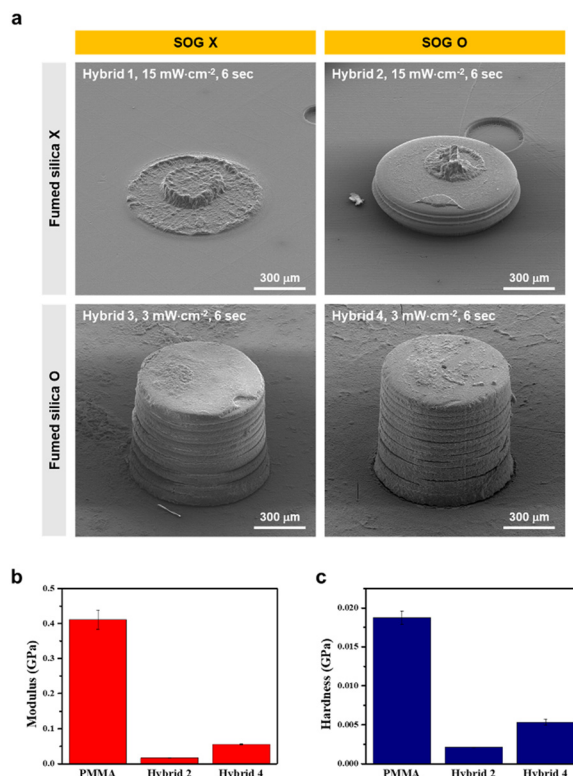 a
SOG X
SOG O
Fumed silica X
Hybrid 1, 15 mW·cm⁻², 6 sec
300 μm
Hybrid 2, 15 mW·cm⁻², 6 sec
300 μm
Fumed silica O
Hybrid 3, 3 mW·cm⁻², 6 sec
300 μm
Hybrid 4, 3 mW·cm⁻², 6 sec
300 μm
b
Modulus (GPa)
0.5
0.4
0.3
0.2
0.1
0.0
PMMA Hybrid 2 Hybrid 4
c
Hardness (GPa)
0.020
0.015
0.010
0.005
0.000
PMMA Hybrid 2 Hybrid 4